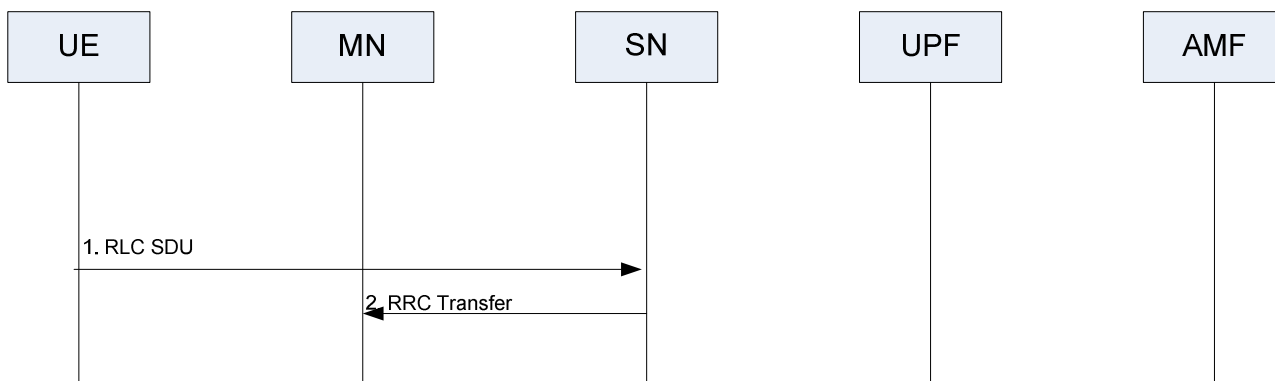 UE
MN
SN
UPF
AMF
1. RLC SDU
2. RRC Transfer